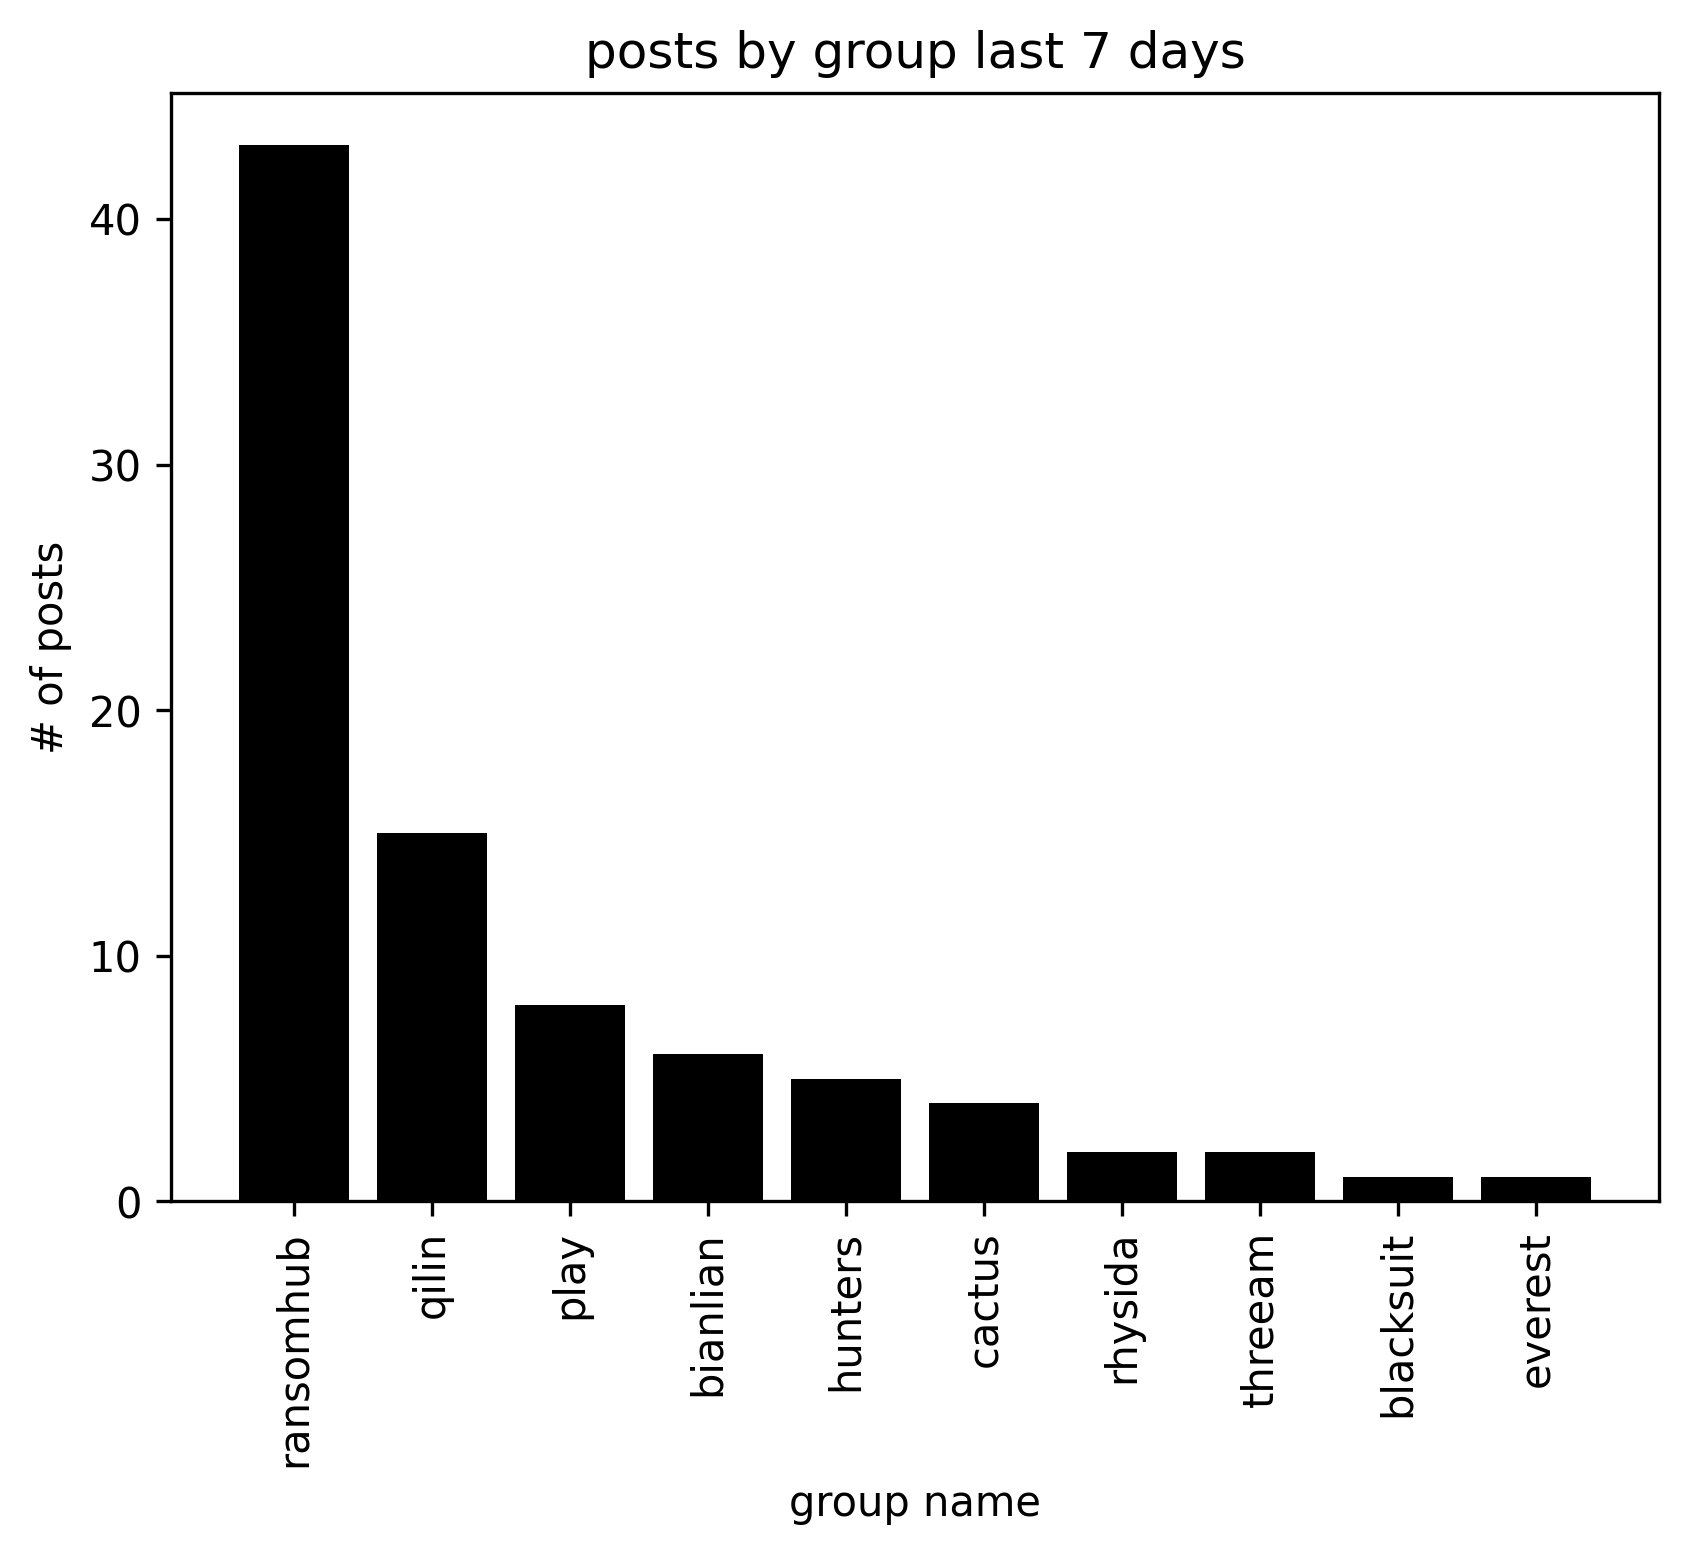 posts by group last 7 days
# of posts
40
30
20
10
0
ransomhub
qilin
play
bianlian
hunters
cactus
rhysida
threeam
blacksuit
everest
group name